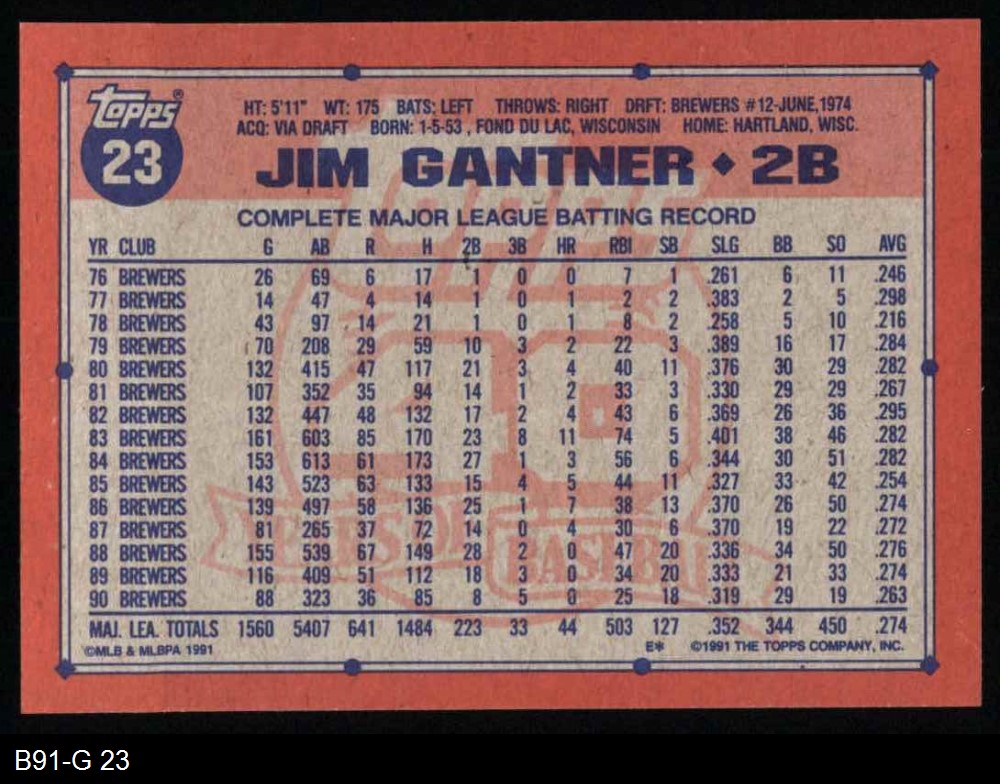 Topps®
23
HT: 5'11" WT: 175 BATS: LEFT THROWS: RIGHT DRFT: BREWERS #12-JUNE,1974
ACQ: VIA DRAFT BORN: 1-5-53 , FOND DU LAC, WISCONSIN HOME: HARTLAND, WISC.
JIM GANTNER ◆ 2B
COMPLETE MAJOR LEAGUE BATTING RECORD
YR CLUB G AB R H 2B 3B HR RBI SB SLG BB SO AVG
76 BREWERS 26 69 6 17 1 0 0 7 1 .261 6 11 .246
77 BREWERS 14 47 4 14 1 0 1 2 2 .383 2 5 .298
78 BREWERS 43 97 14 21 1 0 1 8 2 .258 5 10 .216
79 BREWERS 70 208 29 59 10 3 2 22 3 .389 16 17 .284
80 BREWERS 132 415 47 117 21 3 4 40 11 .376 30 29 .282
81 BREWERS 107 352 35 94 14 1 2 33 3 .330 29 29 .267
82 BREWERS 132 447 48 132 17 2 4 43 6 .369 26 36 .295
83 BREWERS 161 603 85 170 23 8 11 74 5 .401 38 46 .282
84 BREWERS 153 613 61 173 27 1 3 56 6 .344 30 51 .282
85 BREWERS 143 523 63 133 15 4 5 44 11 .327 33 42 .254
86 BREWERS 139 497 58 136 25 1 7 38 13 .370 26 50 .274
87 BREWERS 81 265 37 72 14 0 4 30 6 .370 19 22 .272
88 BREWERS 155 539 67 149 28 2 0 47 20 .336 34 50 .276
89 BREWERS 116 409 51 112 18 3 0 34 20 .333 21 33 .274
90 BREWERS 88 323 36 85 8 5 0 25 18 .319 29 19 .263
MAJ. LEA. TOTALS 1560 5407 641 1484 223 33 44 503 127 .352 344 450 .274
©MLB & MLBPA 1991 E* ©1991 THE TOPPS COMPANY, INC.
Topps
40
YEARS OF
BASEBALL
B91-G 23